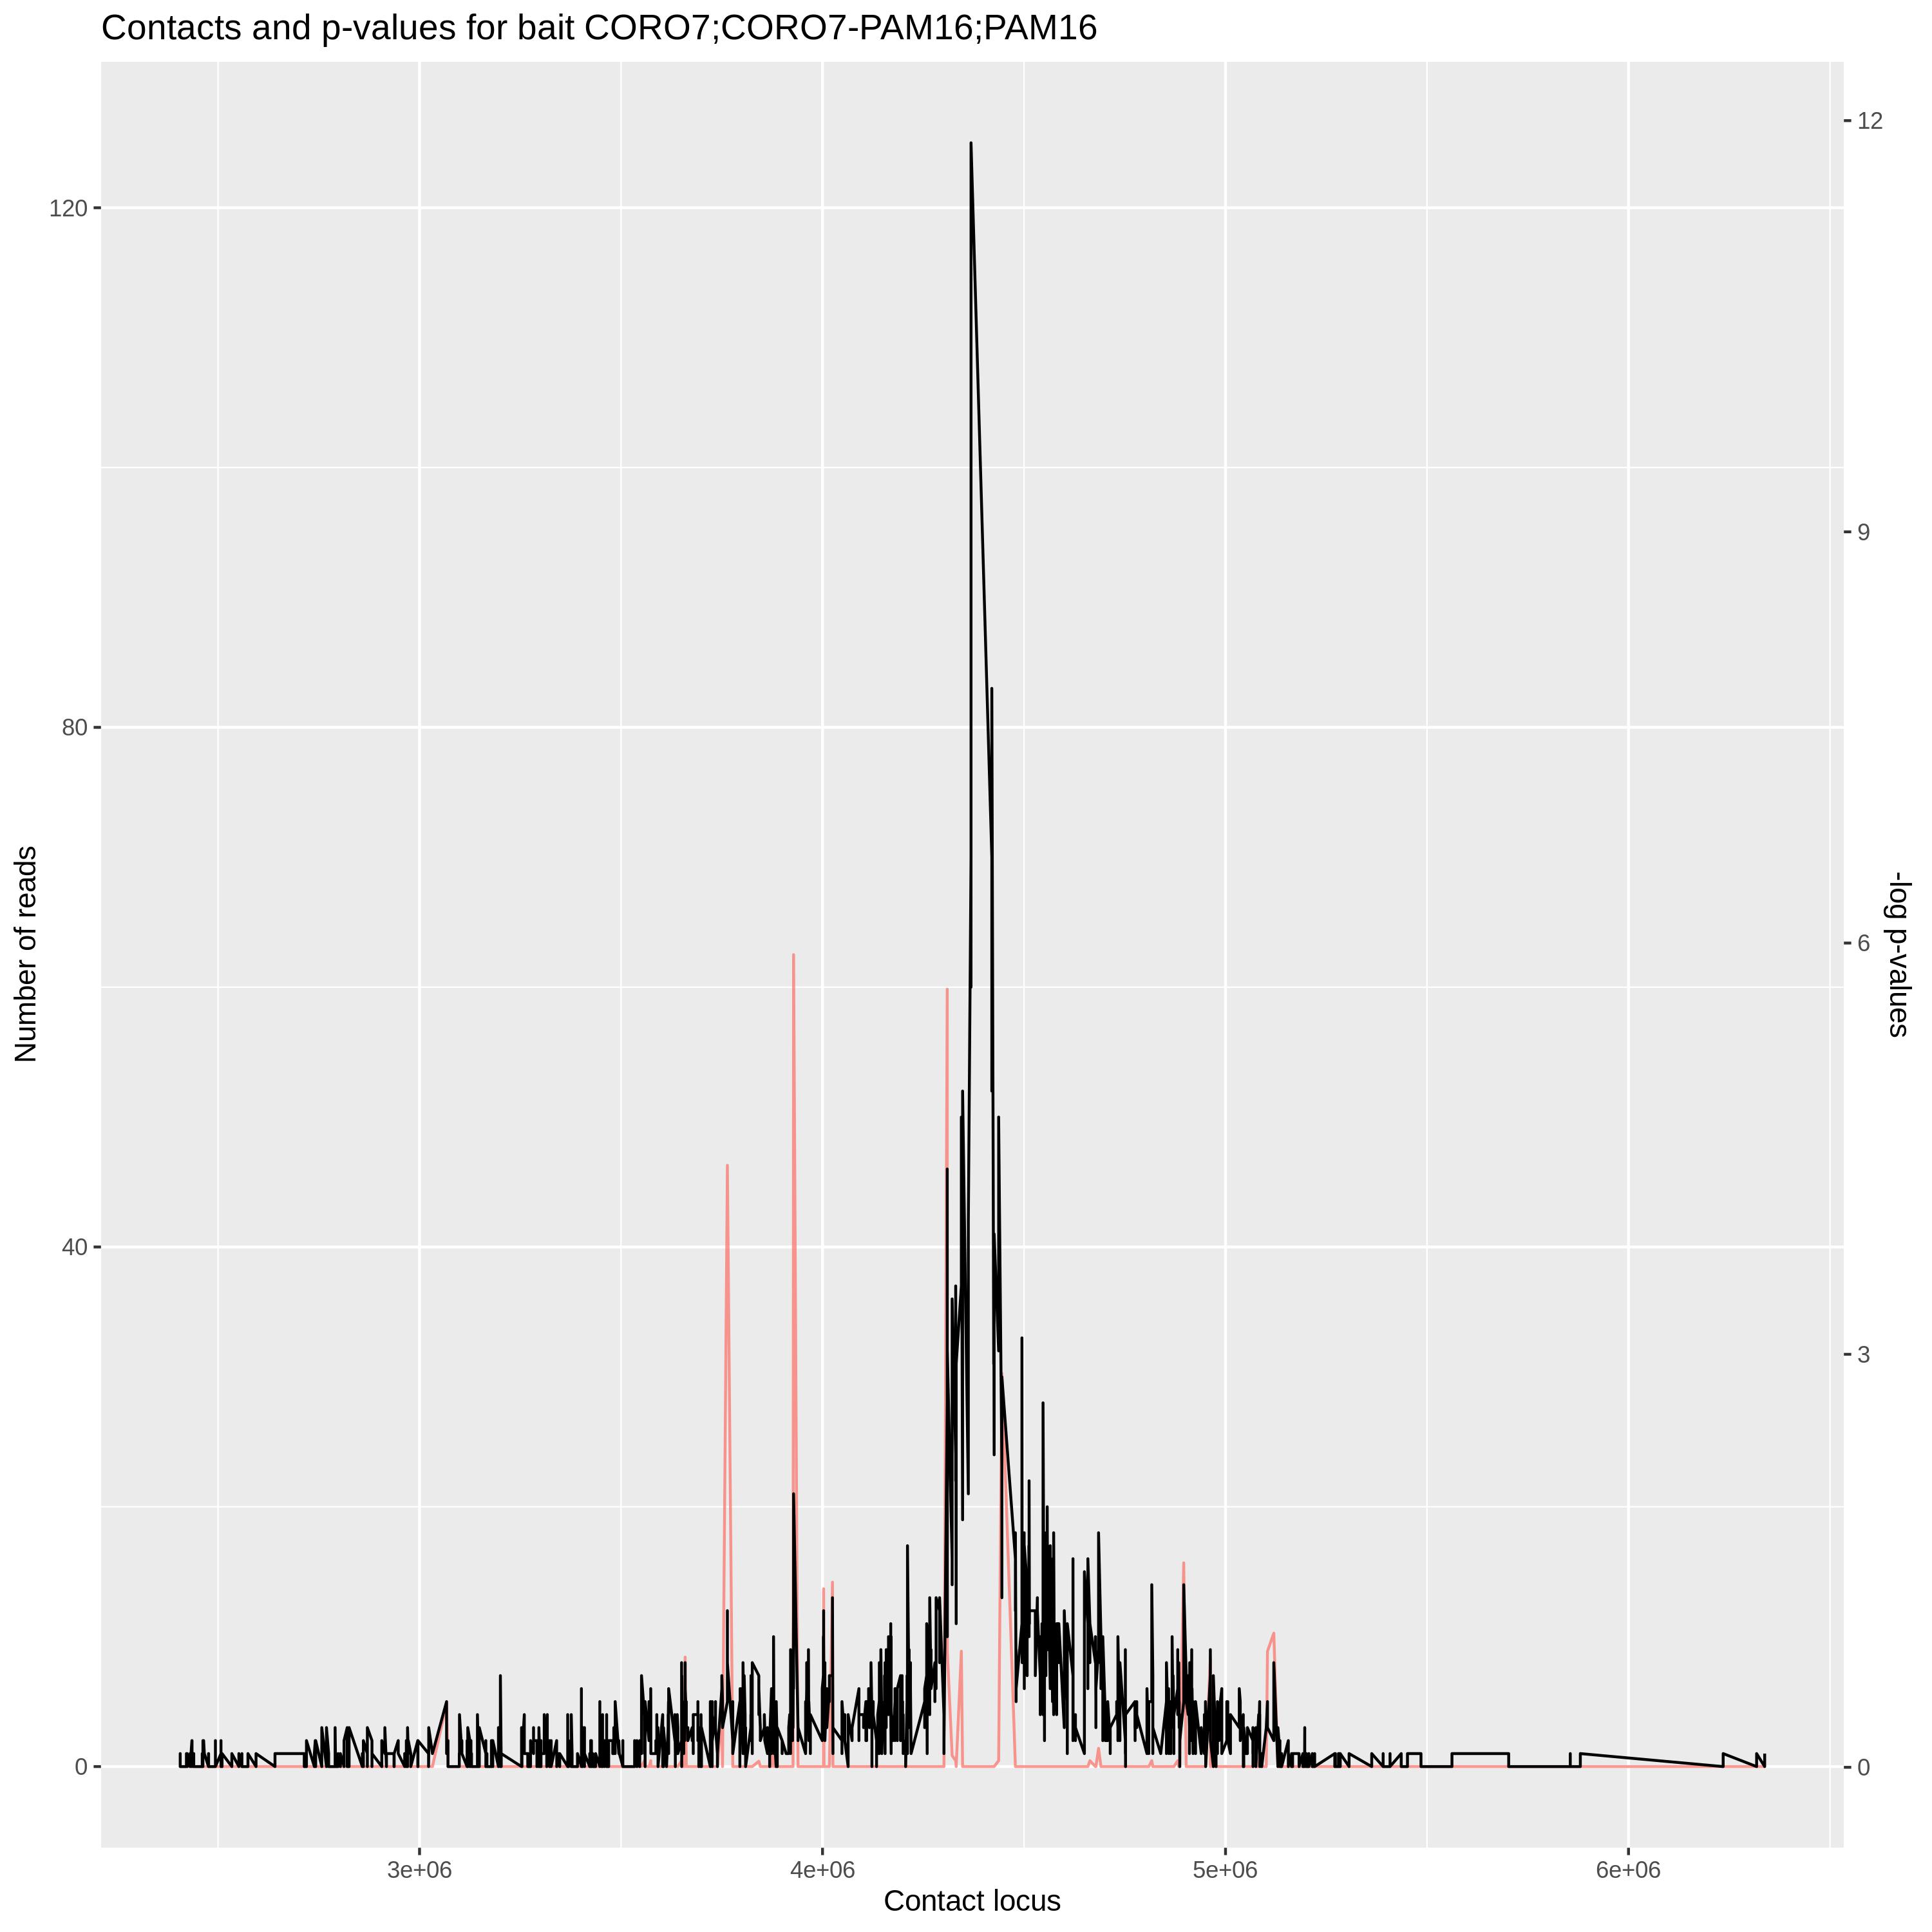 Contacts and p-values for bait CORO7;CORO7-PAM16;PAM16
120
80
40
0
Number of reads
12
9
6
3
0
-log p-values
3e+06
4e+06
5e+06
6e+06
Contact locus